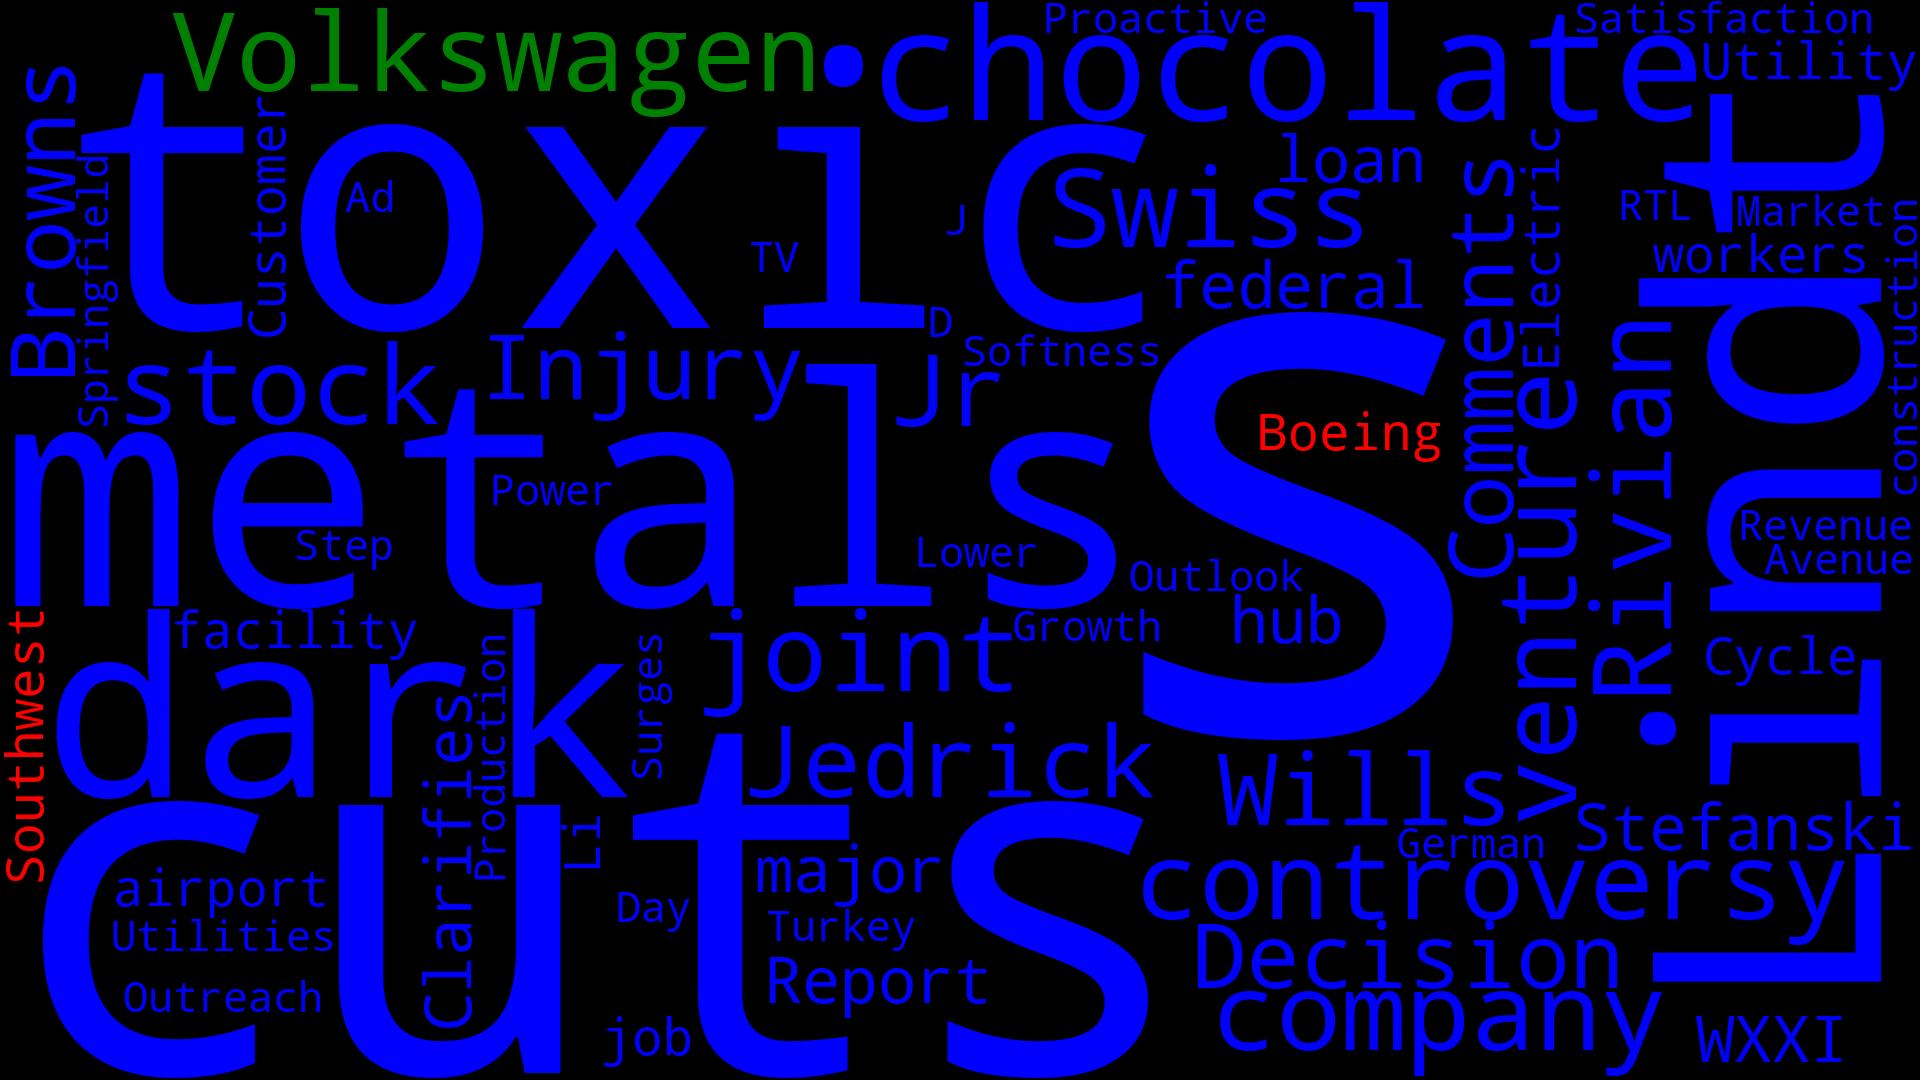 Volkswagen
• chocolate
Proactive
Satisfaction
Utility
Browns
toxic
Springfield
Customer
Ad
TV
J
D
Swiss
loan
federal
Comments
Electric
RTL
Market
workers
construction
Lindt
stock
Injury
Jr
Softness
s
Boeing
venture
• Rivian
metals
Power
Step
Lower
Outlook
hub
Growth
Revenue
Avenue
Cycle
Southwest
dark
facility
Clarifies
Production
Surges
joint
Jedrick
Wills
Stefanski
German
controversy
cuts
Li
airport
Utilities
Outreach
Day
job
major
Turkey
Report
Decision
company
WXXI